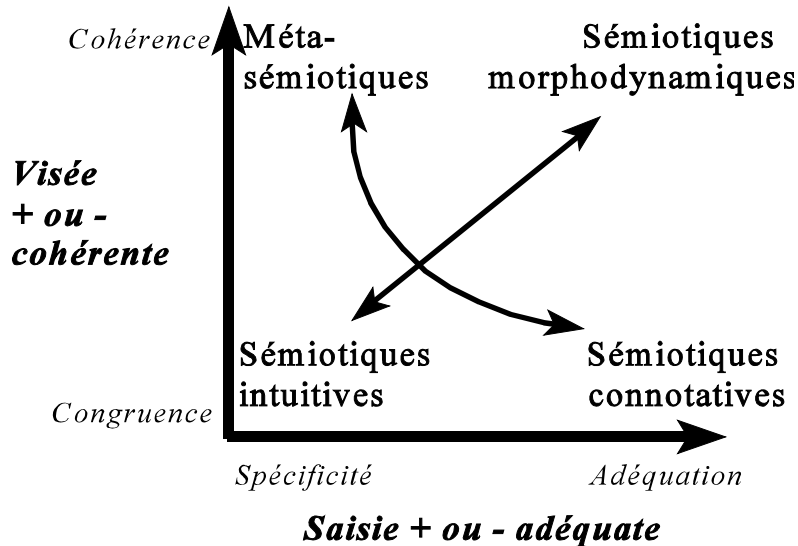 Cohérence
Méta-
sémiotiques
Sémiotiques
morphodynamiques
Visée
+ ou -
cohérente
Sémiotiques
intuitives
Sémiotiques
connotatives
Congruence
Spécificité
Adéquation
Saisie + ou - adéquate